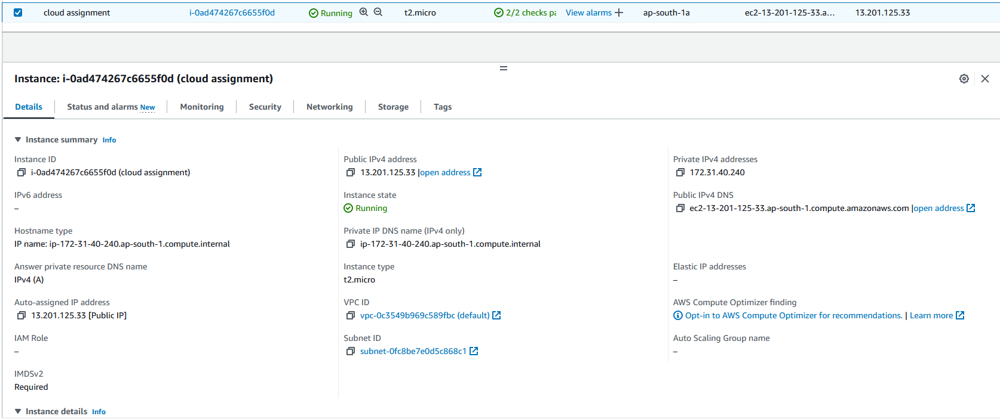 cloud assignment i-0ad474267c6655f0d Running t2.micro 2/2 checks pa View alarms + ap-south-1a ec2-13-201-125-33.a... 13.201.125.33
Instance: i-0ad474267c6655f0d (cloud assignment)
Details Status and alarms New Monitoring Security Networking Storage Tags
Instance summary Info
Instance ID Public IPv4 address Private IPv4 addresses
i-0ad474267c6655f0d (cloud assignment) 13.201.125.33 |open address 172.31.40.240
IPv6 address Instance state Public IPv4 DNS
– Running ec2-13-201-125-33.ap-south-1.compute.amazonaws.com |open address
Hostname type Private IP DNS name (IPv4 only)
IP name: ip-172-31-40-240.ap-south-1.compute.internal ip-172-31-40-240.ap-south-1.compute.internal
Answer private resource DNS name Instance type Elastic IP addresses
IPv4 (A) t2.micro –
Auto-assigned IP address VPC ID AWS Compute Optimizer finding
13.201.125.33 [Public IP] vpc-0c3549b969c589fbc (default) Opt-in to AWS Compute Optimizer for recommendations. | Learn more
IAM Role Subnet ID Auto Scaling Group name
– subnet-0fc8be7e0d5c868c1 –
IMDSv2
Required
Instance details Info